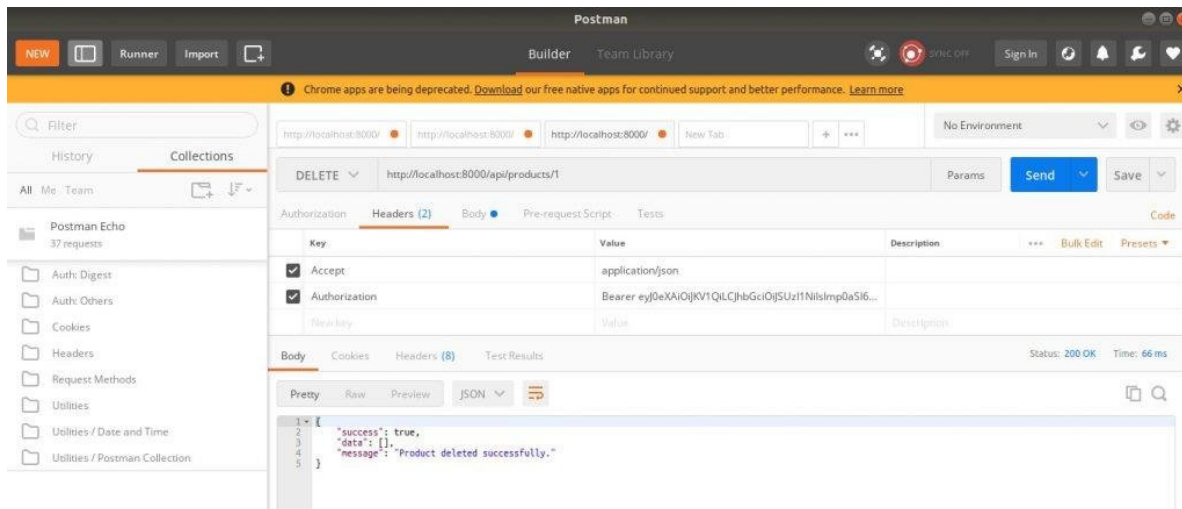 Postman
NEW Runner Import Builder Team Library SYNC OFF Sign In
Chrome apps are being deprecated. Download our free native apps for continued support and better performance. Learn more
Filter
History Collections
All Me Team
Postman Echo
37 requests
Auth: Digest
Auth: Others
Cookies
Headers
Request Methods
Utilities
Utilities / Date and Time
Utilities / Postman Collection
http://localhost:8000/ http://localhost:8000/ http://localhost:8000/ New Tab No Environment
DELETE http://localhost:8000/api/products/1 Params Send Save
Authorization Headers (2) Body Pre-request Script Tests Code
Key Value Description Bulk Edit Presets
Accept application/json
Authorization Bearer eyJ0eXAiOiJKV1QiLCJhbGciOiJSUzI1NiIsImp0aSI6...
New key Value Description
Body Cookies Headers (8) Test Results Status: 200 OK Time: 66 ms
Pretty Raw Preview JSON
1 {
2 "success": true,
3 "data": [],
4 "message": "Product deleted successfully."
5 }